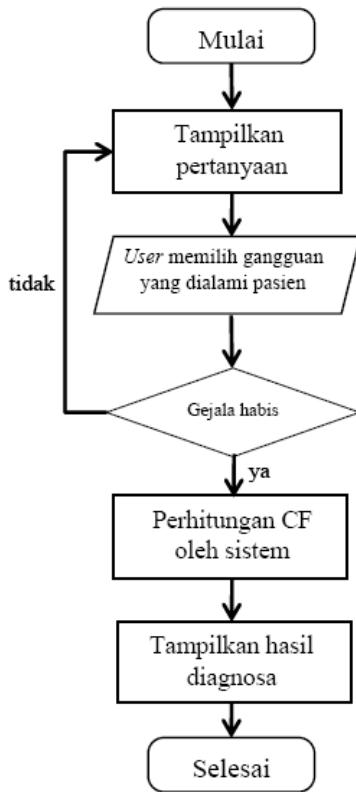 Mulai
Tampilkan
pertanyaan
User memilih gangguan
yang dialami pasien
tidak
Gejala habis
ya
Perhitungan CF
oleh sistem
Tampilkan hasil
diagnosa
Selesai